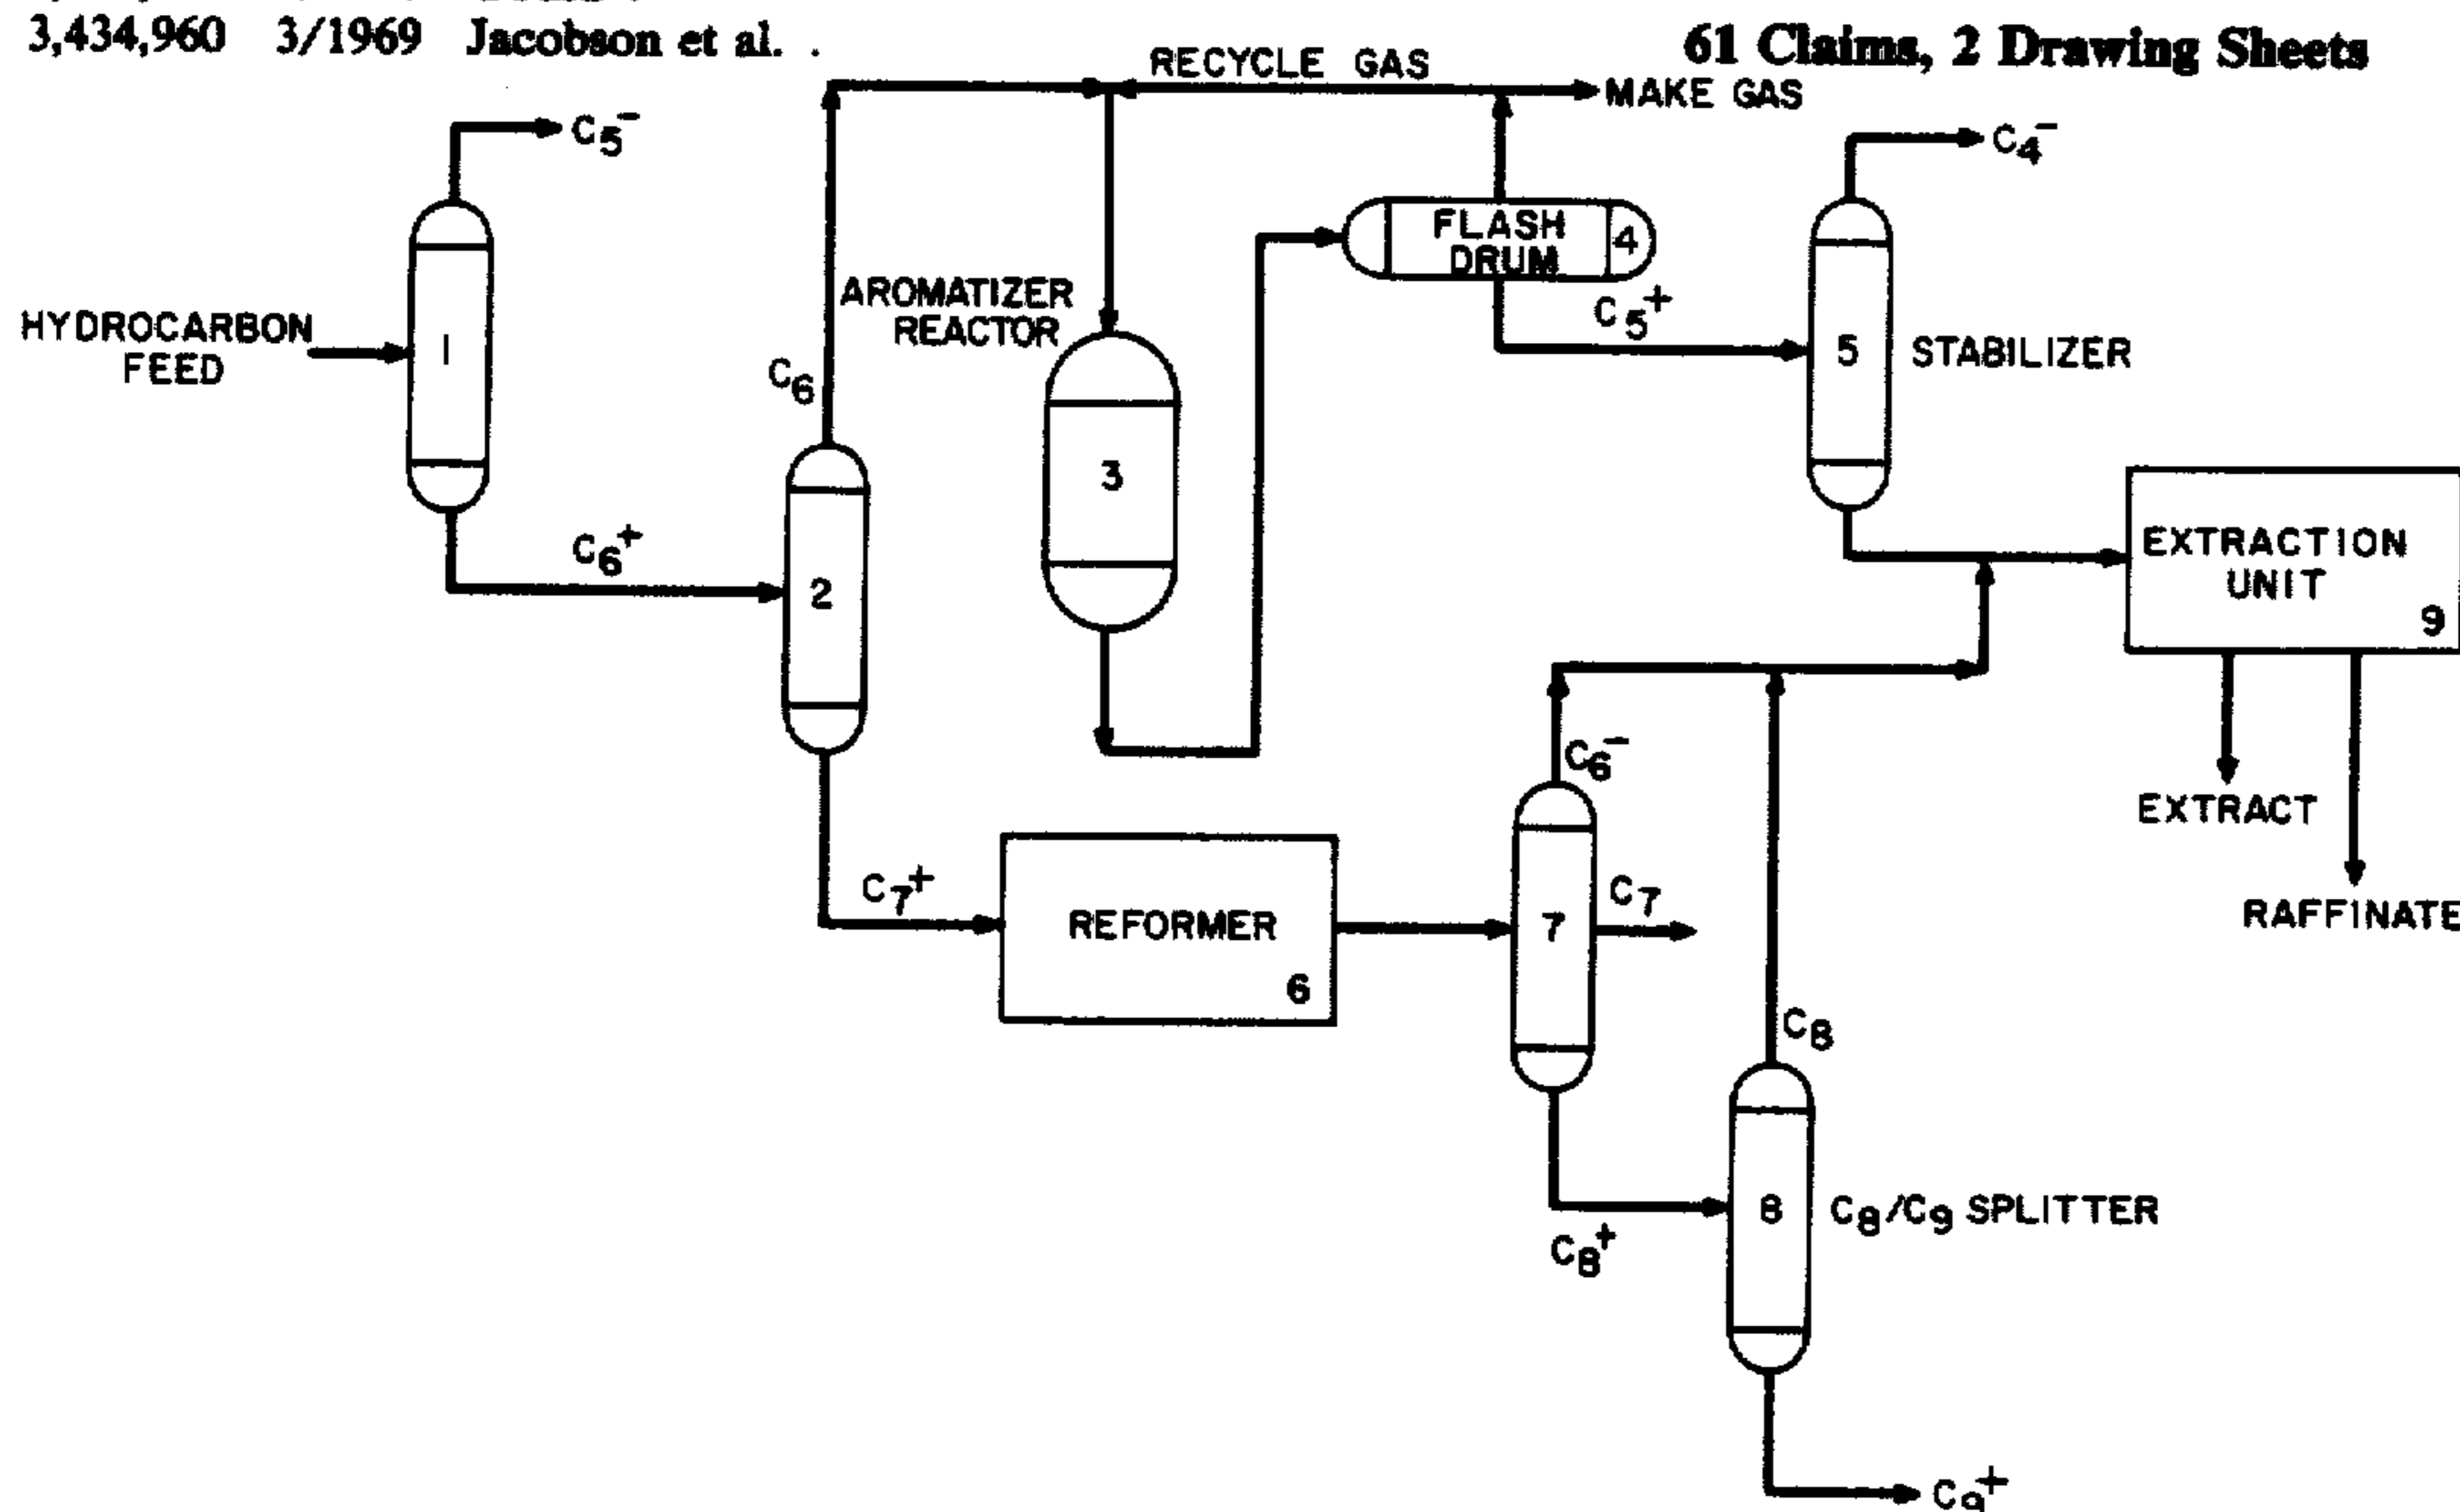 3,434,960 3/1969 Jacobson et al. .
61 Claims, 2 Drawing Sheets
RECYCLE GAS
MAKE GAS
C5-
C4-
FLASH
DRUM
4
AROMATIZER
REACTOR
C5+
HYDROCARBON
FEED
1
5
STABILIZER
C6
3
C6+
2
EXTRACTION
UNIT
9
C6-
EXTRACT
C7+
C7
REFORMER
6
7
RAFFINATE
C8
C8+
8
C8/C9 SPLITTER
C9+